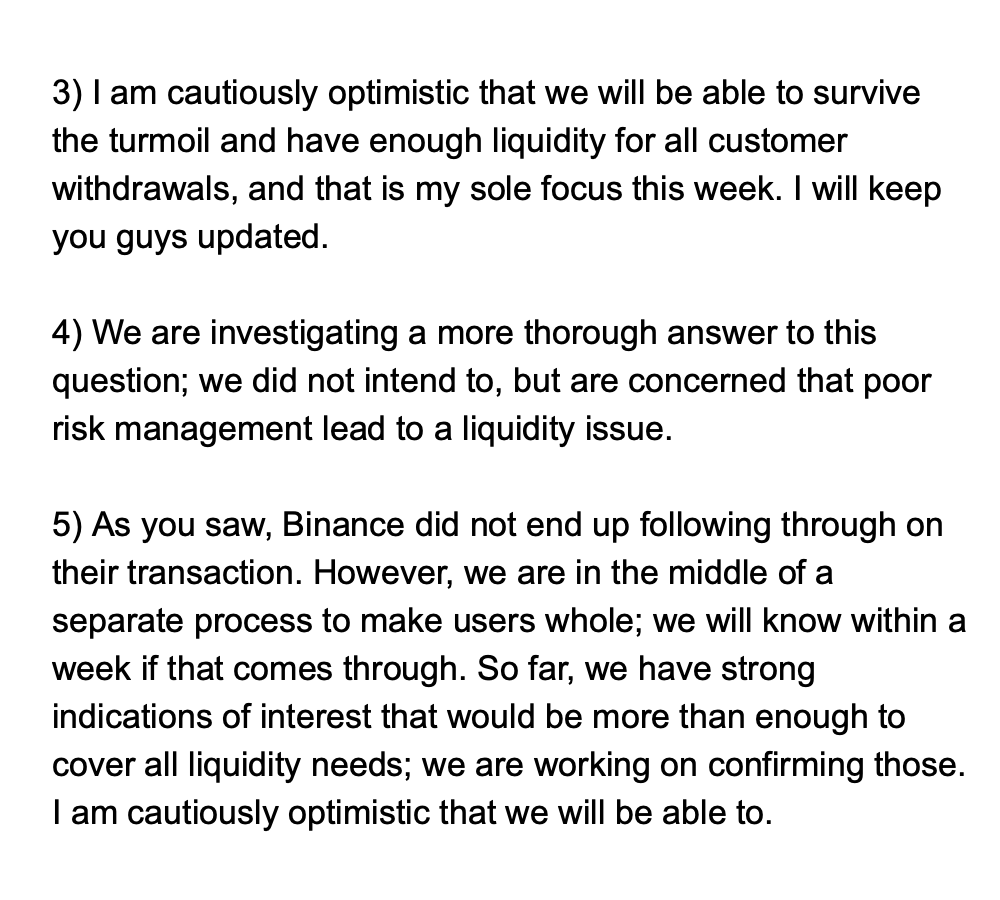 3) I am cautiously optimistic that we will be able to survive
the turmoil and have enough liquidity for all customer
withdrawals, and that is my sole focus this week. I will keep
you guys updated.
4) We are investigating a more thorough answer to this
question; we did not intend to, but are concerned that poor
risk management lead to a liquidity issue.
5) As you saw, Binance did not end up following through on
their transaction. However, we are in the middle of a
separate process to make users whole; we will know within a
week if that comes through. So far, we have strong
indications of interest that would be more than enough to
cover all liquidity needs; we are working on confirming those.
I am cautiously optimistic that we will be able to.